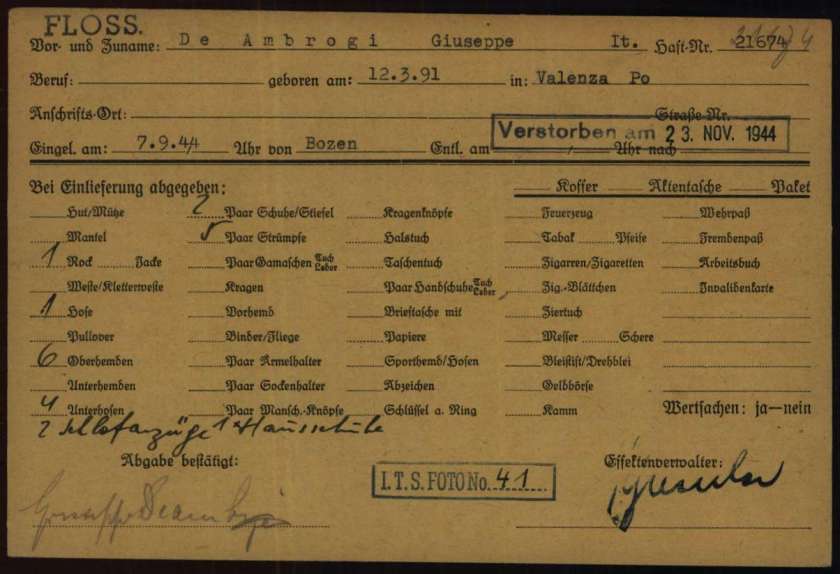 FLOSS.
Vor- und Zuname: De Ambrogi Giuseppe It. Haft-Nr. 21674
Beruf: geboren am: 12.3.91 in: Valenza Po
Anschrifts-Ort: Straße-Nr.
Eingel. am: 7.9.44 Uhr von Bozen Entl. am Uhr nach
Verstorben am 23. NOV. 1944
Bei Einlieferung abgegeben: Koffer Aktentasche Paket
Hut/Mütze 2 Paar Schuhe/Stiefel Kragenknöpfe Feuerzeug Wehrpaß
Mantel 5 Paar Strümpfe Halstuch Tabak Pfeife Fremdenpaß
1 Rock Jacke Paar Gamaschen Tuch Leder Taschentuch Zigarren/Zigaretten Arbeitsbuch
Weste/Kletterweste Kragen Paar Handschuhe Tuch Leder Zig.-Blättchen Invalidenkarte
1 Hose Vorhemd Brieftasche mit Ziertuch
Pullover Binder/Fliege Papiere Messer Schere
6 Oberhemden Paar Ärmelhalter Sporthemd/Hosen Bleistift/Drehblei
Unterhemden Paar Sockenhalter Abzeichen Geldbörse
4 Unterhosen Paar Mansch.-Knöpfe Schlüssel a. Ring Kamm Wertsachen: ja—nein
2 Schlafanzüge 1 Hausschuhe
Abgabe bestätigt: Effektenverwalter:
I.T.S. FOTO No. 41
Giuseppe Deambrogi